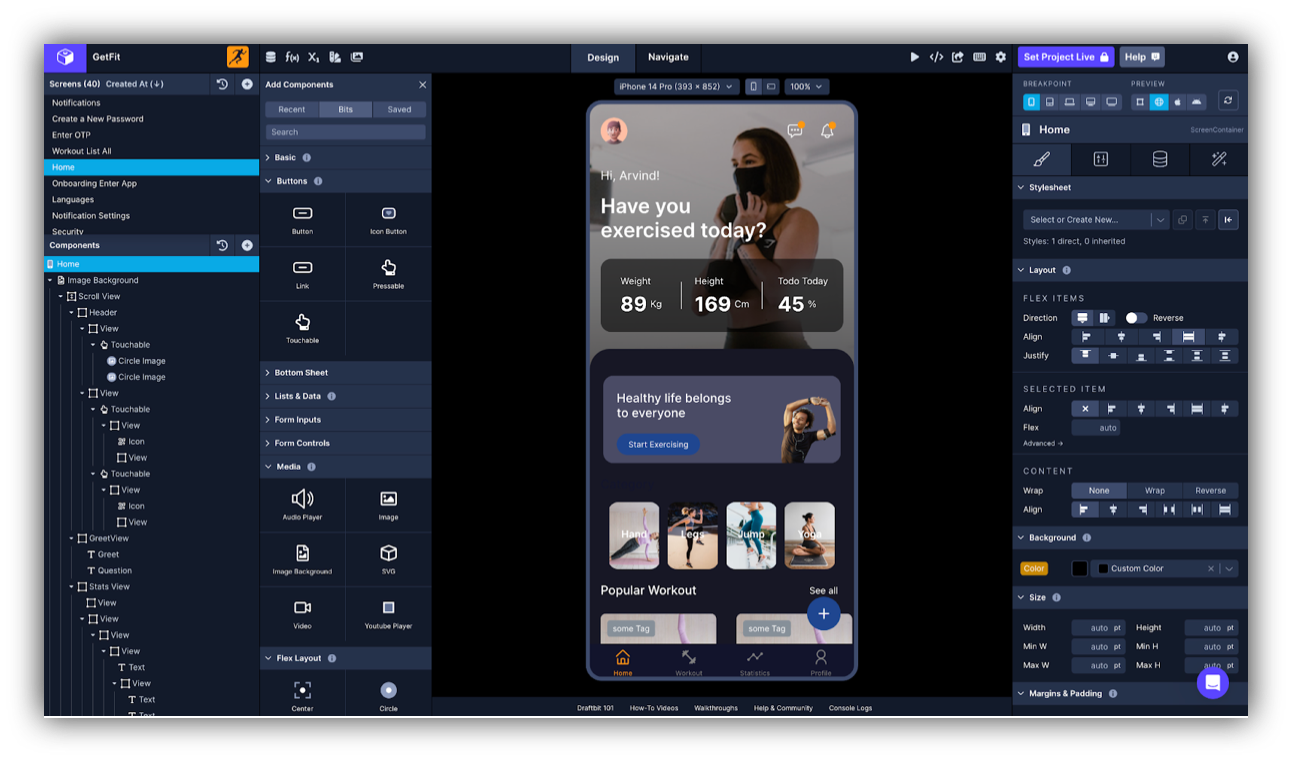 GetFit
f(x)
Design
Navigate
Set Project Live
Help
Screens (40) Created At (↓)
Notifications
Create a New Password
Enter OTP
Workout List All
Home
Onboarding Enter App
Languages
Notification Settings
Security
Components
Home
Image Background
Scroll View
Header
View
Touchable
Circle Image
Circle Image
View
Touchable
View
Icon
View
Touchable
View
Icon
View
GreetView
Greet
Question
Stats View
View
View
View
View
Text
View
Text
Text
Add Components
Recent
Bits
Saved
Search
Basic
Buttons
Button
Icon Button
Link
Pressable
Touchable
Bottom Sheet
Lists & Data
Form Inputs
Form Controls
Media
Audio Player
Image
Image Background
SVG
Video
Youtube Player
Flex Layout
Center
Circle
iPhone 14 Pro (393 × 852)
100%
Hi, Arvind!
Have you
exercised today?
Weight
Height
Todo Today
89 Kg
169 Cm
45 %
Healthy life belongs
to everyone
Start Exercising
Hand
Legs
Jump
Yoga
Popular Workout
See all
some Tag
some Tag
Home
Workout
Statistics
Profile
Draftbit 101
How-To Videos
Walkthroughs
Help & Community
Console Logs
BREAKPOINT
PREVIEW
Home
ScreenContainer
Stylesheet
Select or Create New...
Styles: 1 direct, 0 inherited
Layout
FLEX ITEMS
Direction
Reverse
Align
Justify
SELECTED ITEM
Align
Flex
auto
Advanced →
CONTENT
Wrap
None
Wrap
Reverse
Align
Background
Color
Custom Color
Size
Width auto pt
Height auto pt
Min W auto pt
Min H auto pt
Max W auto pt
Max H auto pt
Margins & Padding